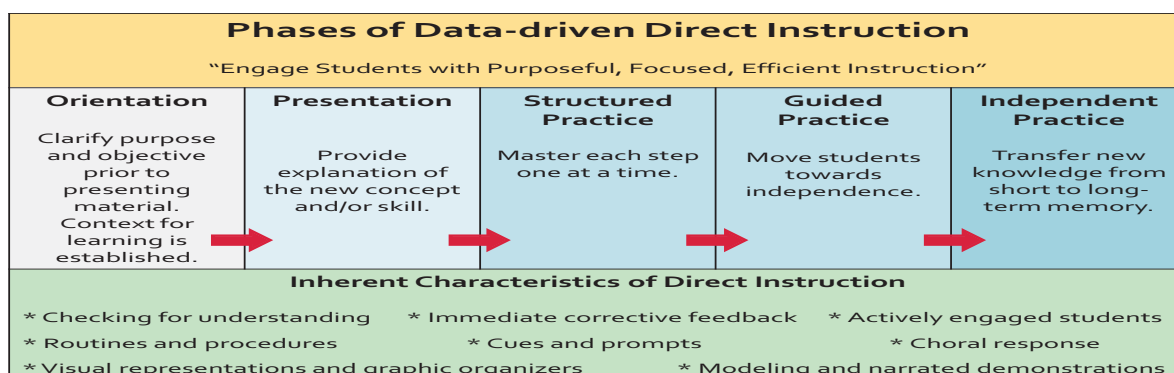 Phases of Data-driven Direct Instruction
“Engage Students with Purposeful, Focused, Efficient Instruction”
Orientation
Clarify purpose
and objective
prior to
presenting
material.
Context for
learning is
established.
Presentation
Provide
explanation of
the new concept
and/or skill.
Structured
Practice
Master each step
one at a time.
Guided
Practice
Move students
towards
independence.
Independent
Practice
Transfer new
knowledge from
short to long-
term memory.
Inherent Characteristics of Direct Instruction
* Checking for understanding * Immediate corrective feedback * Actively engaged students
* Routines and procedures * Cues and prompts * Choral response
* Visual representations and graphic organizers * Modeling and narrated demonstrations